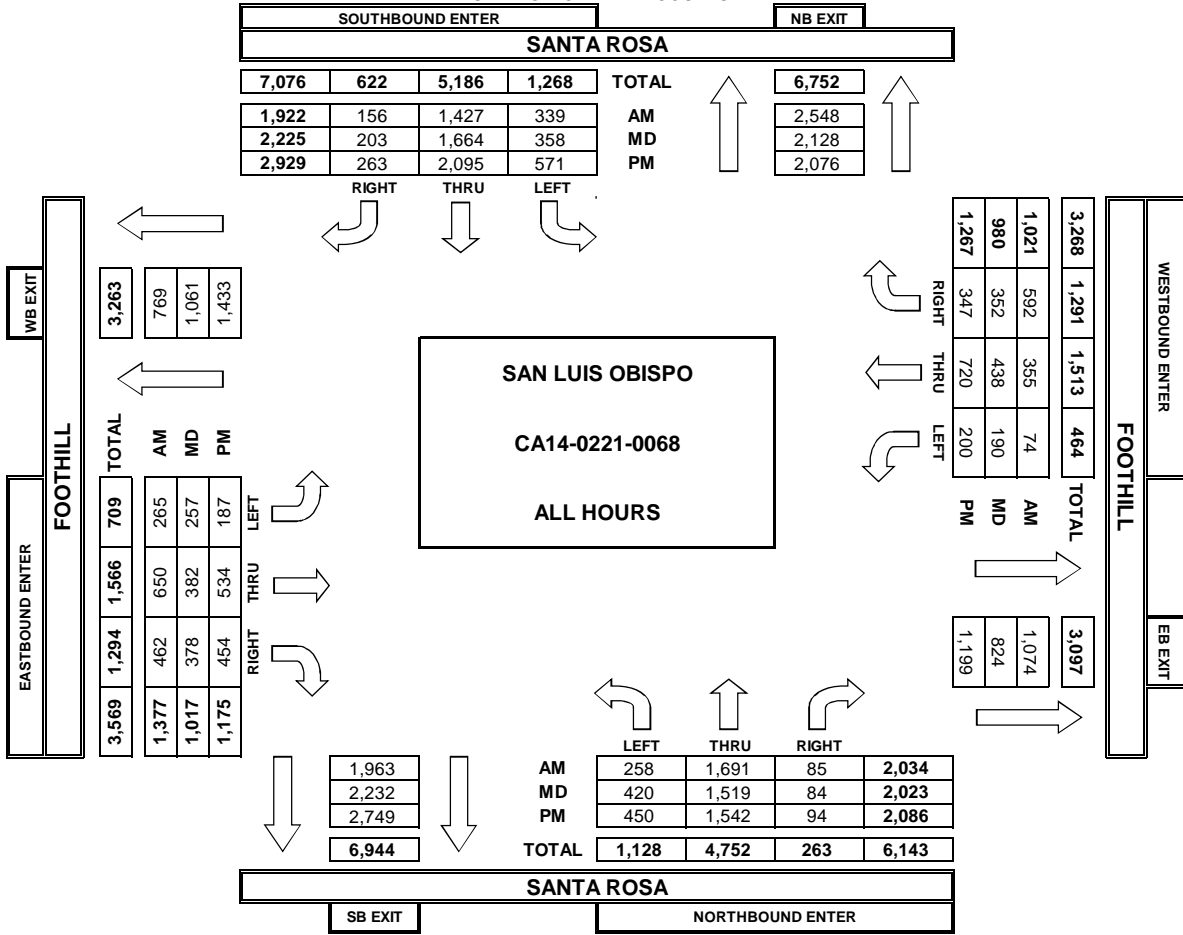 SOUTHBOUND ENTER NB EXIT
SANTA ROSA
7,076 622 5,186 1,268 TOTAL 6,752
1,922 156 1,427 339 AM 2,548
2,225 203 1,664 358 MD 2,128
2,929 263 2,095 571 PM 2,076
RIGHT THRU LEFT
WB EXIT
FOOTHILL
3,263
769
1,061
1,433
TOTAL AM MD PM
EASTBOUND ENTER
709 1,566 1,294 3,569
265 650 462 1,377
257 382 378 1,017
187 534 454 1,175
LEFT THRU RIGHT
SAN LUIS OBISPO
CA14-0221-0068
ALL HOURS
WESTBOUND ENTER
FOOTHILL
3,268 1,291 1,513 464 TOTAL
1,021 592 355 74 AM
980 352 438 190 MD
1,267 347 720 200 PM
RIGHT THRU LEFT
EB EXIT
3,097
1,074
824
1,199
LEFT THRU RIGHT
1,963 AM 258 1,691 85 2,034
2,232 MD 420 1,519 84 2,023
2,749 PM 450 1,542 94 2,086
6,944 TOTAL 1,128 4,752 263 6,143
SANTA ROSA
SB EXIT NORTHBOUND ENTER